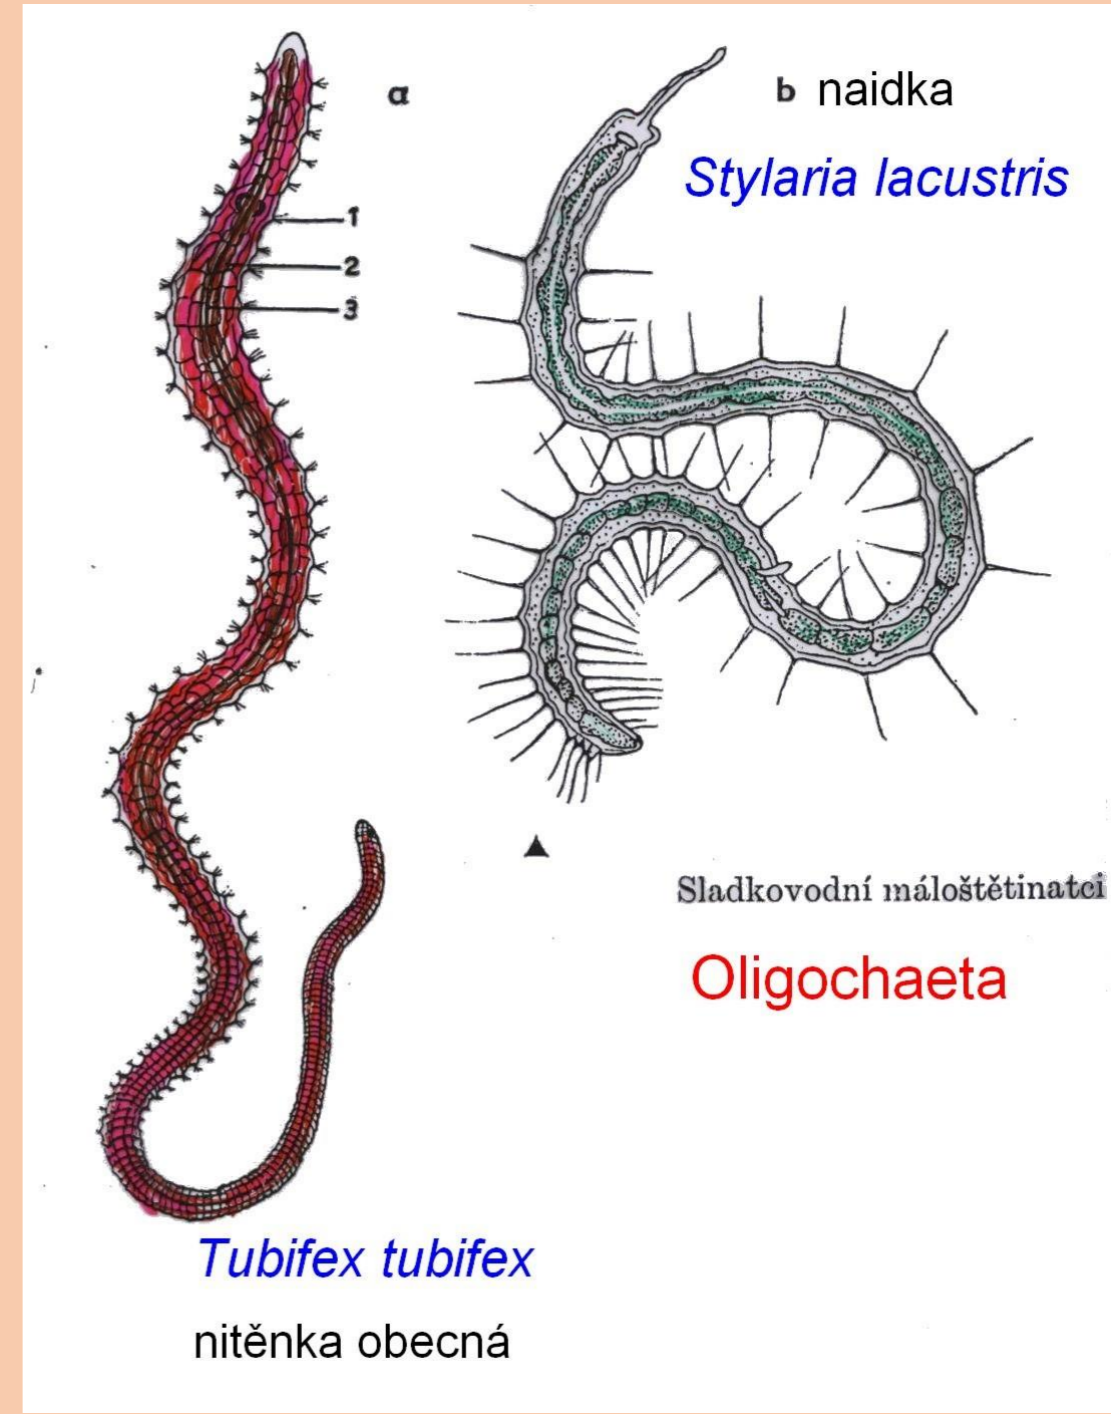 a
b naidka
Stylaria lacustris
1
2
3
Sladkovodní máloštětinatci
Oligochaeta
Tubifex tubifex
nitěnka obecná